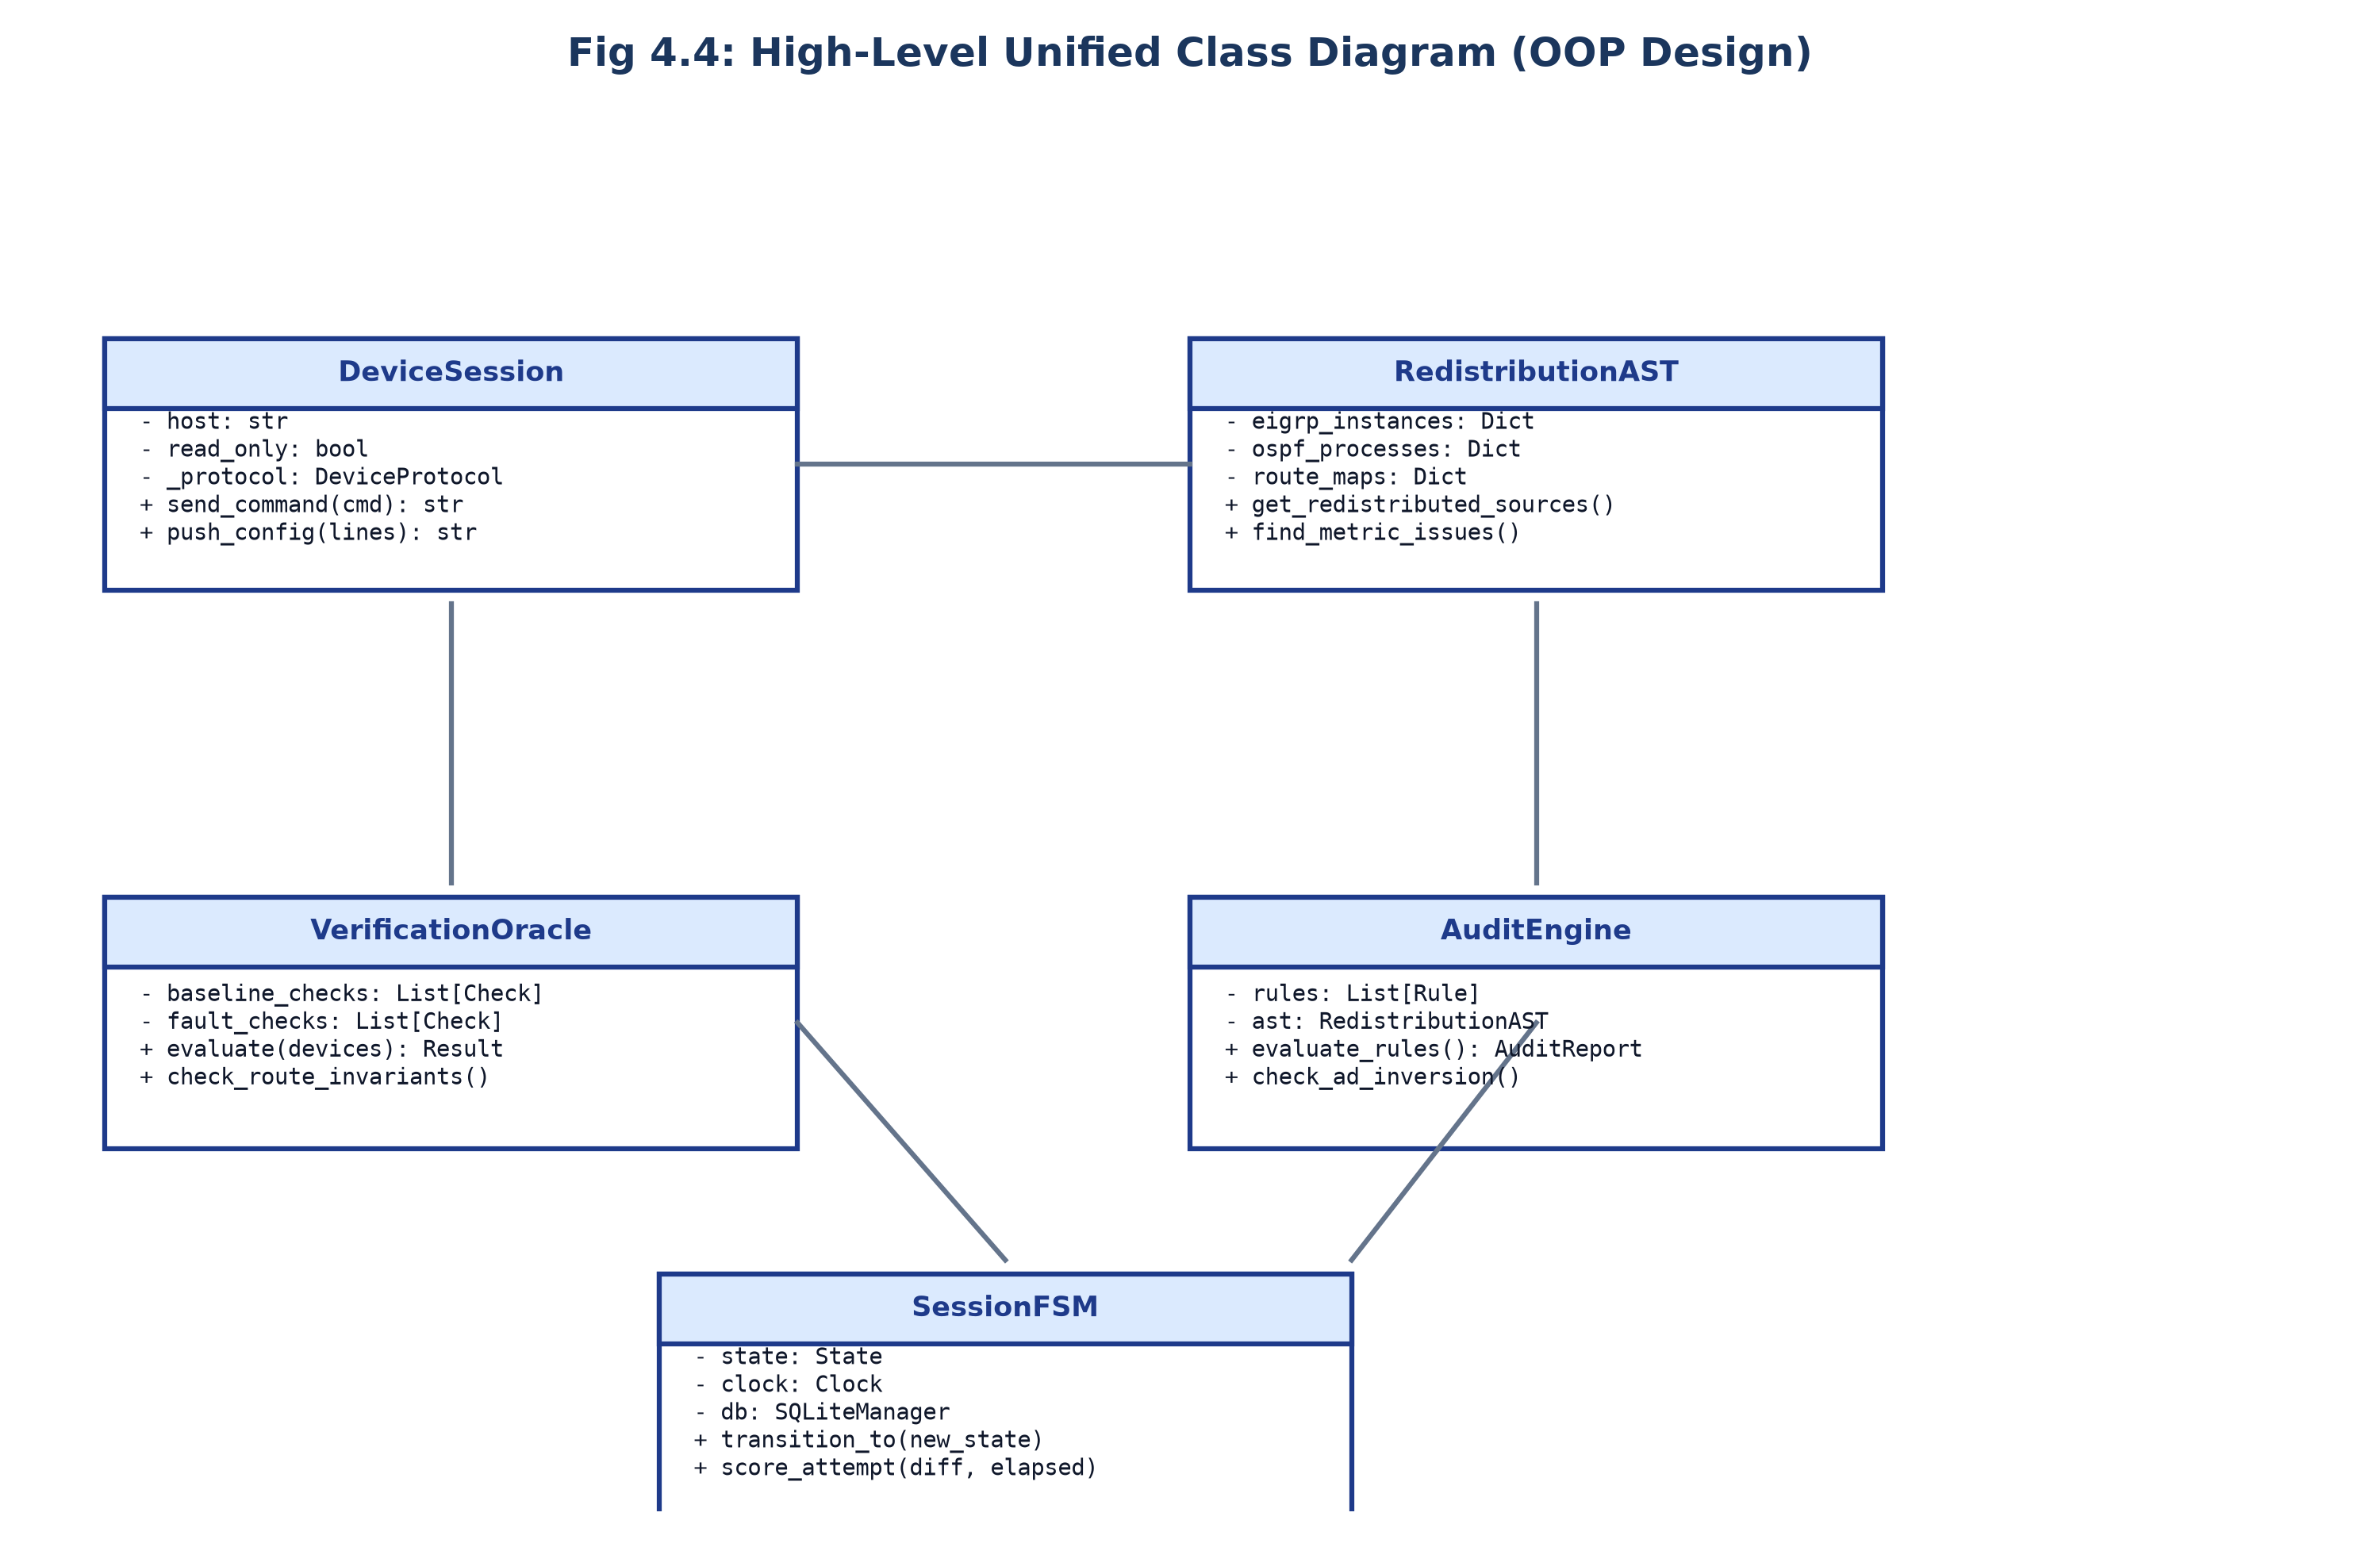 Fig 4.4: High-Level Unified Class Diagram (OOP Design)
DeviceSession
- host: str
- read_only: bool
- _protocol: DeviceProtocol
+ send_command(cmd): str
+ push_config(lines): str
RedistributionAST
- eigrp_instances: Dict
- ospf_processes: Dict
- route_maps: Dict
+ get_redistributed_sources()
+ find_metric_issues()
VerificationOracle
- baseline_checks: List[Check]
- fault_checks: List[Check]
+ evaluate(devices): Result
+ check_route_invariants()
AuditEngine
- rules: List[Rule]
- ast: RedistributionAST
+ evaluate_rules(): AuditReport
+ check_ad_inversion()
SessionFSM
- state: State
- clock: Clock
- db: SQLiteManager
+ transition_to(new_state)
+ score_attempt(diff, elapsed)